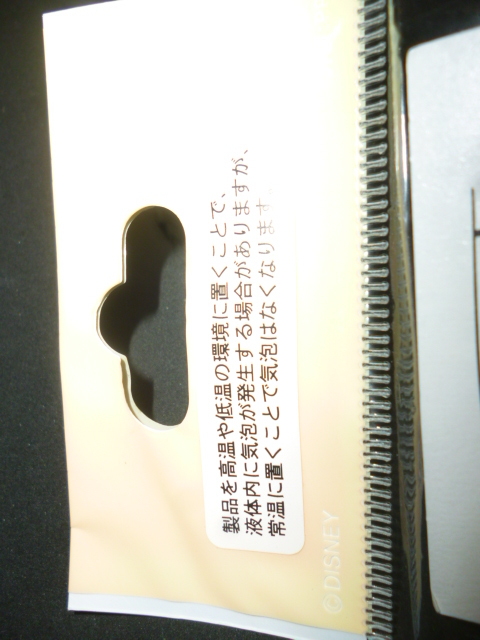 製品を高温や低温の環境に置くことで、
液体内に気泡が発生する場合がありますが、
常温に置くことで気泡はなくなります。
©DISNEY